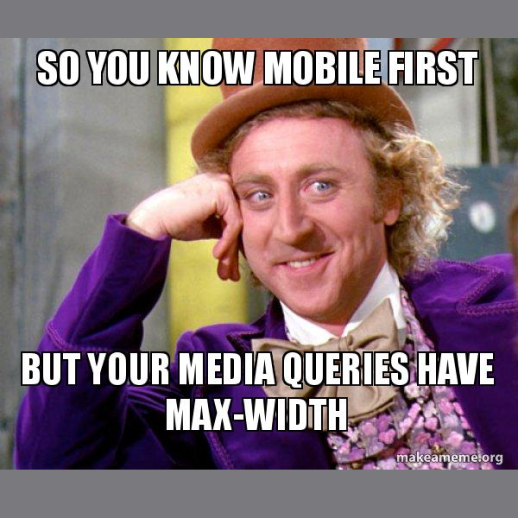 SO YOU KNOW MOBILE FIRST
BUT YOUR MEDIA QUERIES HAVE
MAX-WIDTH
makeameme.org